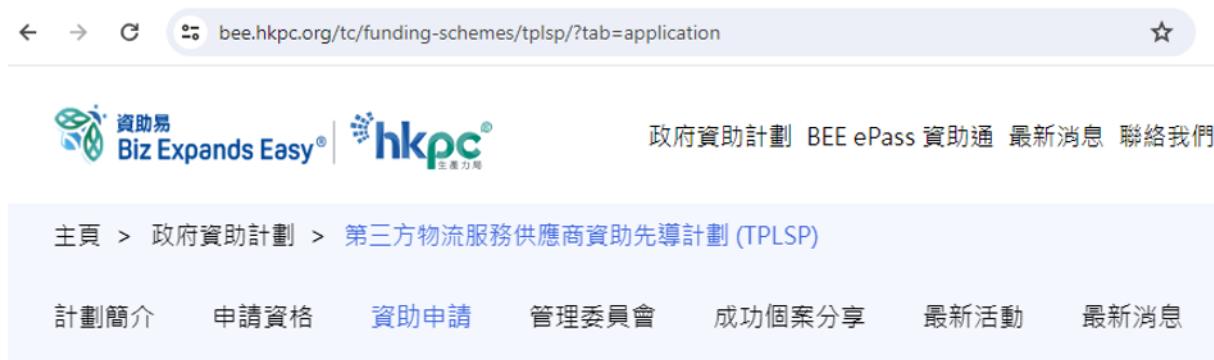 bee.hkpc.org/tc/funding-schemes/tplsp/?tab=application
資助易
Biz Expands Easy®
hkpc®
生產力局
政府資助計劃 BEE ePass 資助通 最新消息 聯絡我們
主頁 > 政府資助計劃 > 第三方物流服務供應商資助先導計劃 (TPLSP)
計劃簡介 申請資格 資助申請 管理委員會 成功個案分享 最新活動 最新消息